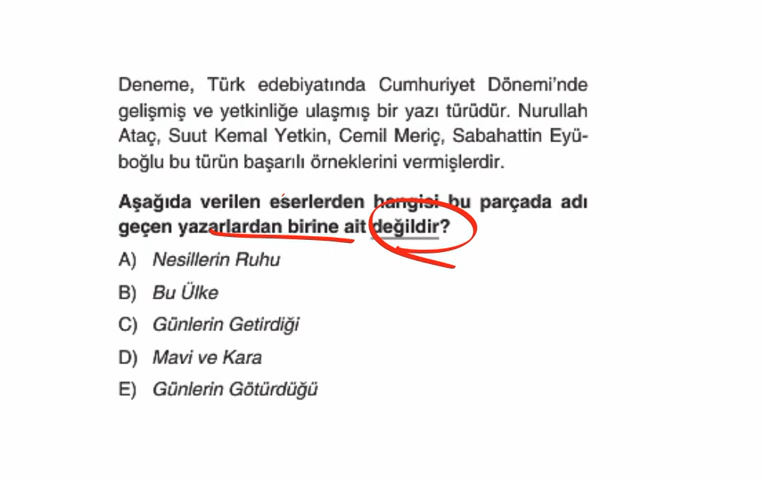 Deneme, Türk edebiyatında Cumhuriyet Dönemi'nde
gelişmiş ve yetkinliğe ulaşmış bir yazı türüdür. Nurullah
Ataç, Suut Kemal Yetkin, Cemil Meriç, Sabahattin Eyü-
boğlu bu türün başarılı örneklerini vermişlerdir.
Aşağıda verilen eserlerden hangisi bu parçada adı
geçen yazarlardan birine ait değildir?
A) Nesillerin Ruhu
B) Bu Ülke
C) Günlerin Getirdiği
D) Mavi ve Kara
E) Günlerin Götürdüğü